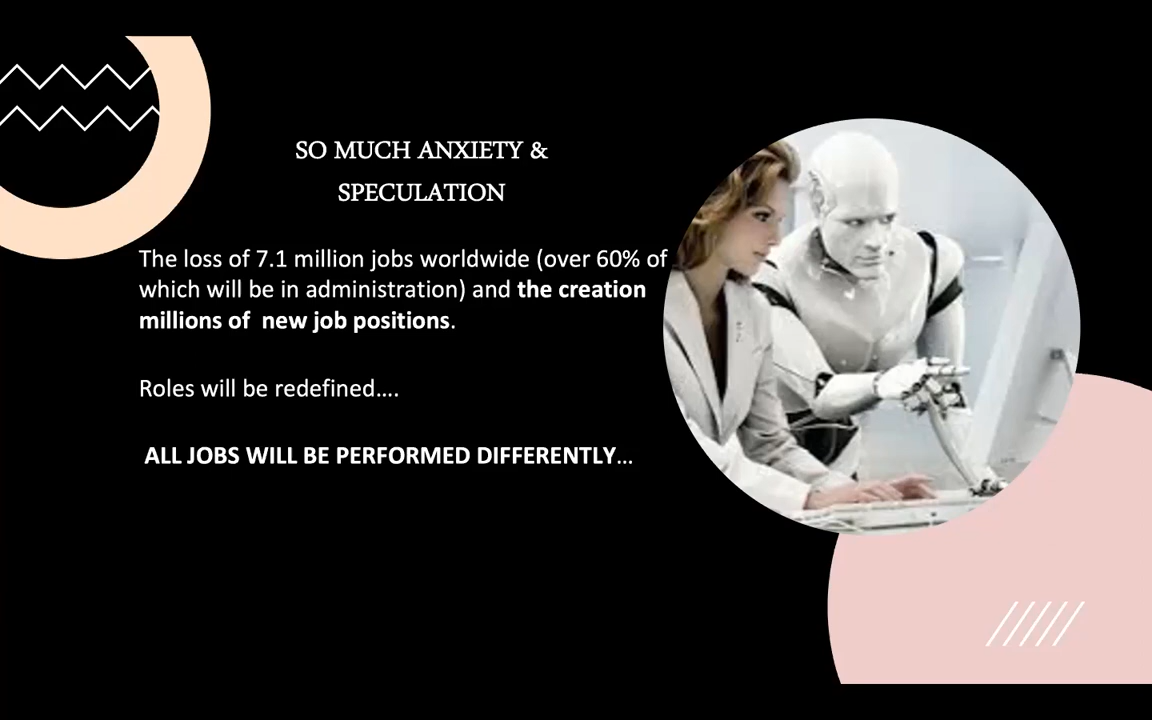 SO MUCH ANXIETY &
SPECULATION
The loss of 7.1 million jobs worldwide (over 60% of
which will be in administration) and the creation
millions of  new job positions.
Roles will be redefined....
ALL JOBS WILL BE PERFORMED DIFFERENTLY...